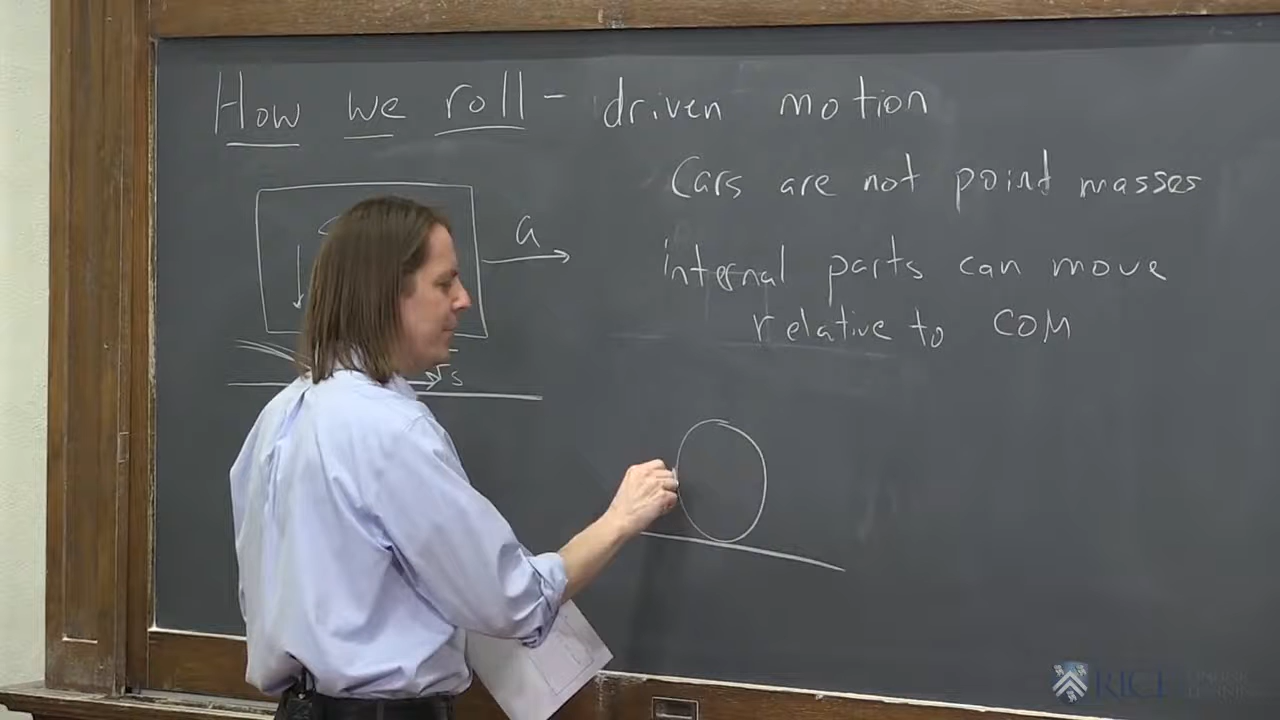 How we roll - driven motion
Cars are not point masses
a
internal parts can move
relative to COM
RICE